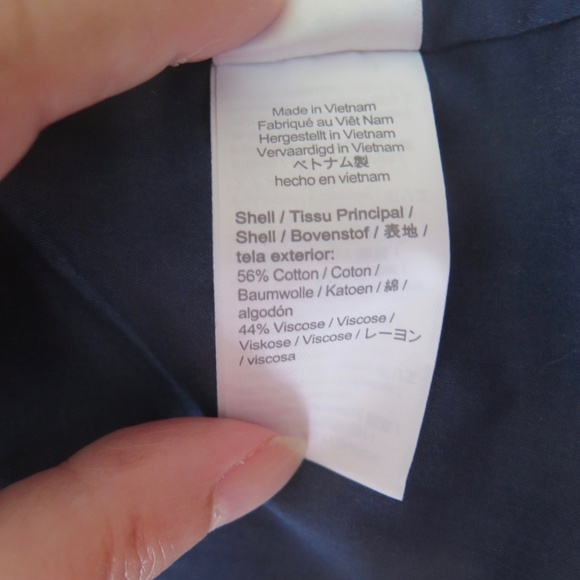 Made in Vietnam
Fabriqué au Viêt Nam
Hergestellt in Vietnam
Vervaardigd in Vietnam
ベトナム製
hecho en vietnam
Shell / Tissu Principal /
Shell / Bovenstof / 表地 /
tela exterior:
56% Cotton / Coton /
Baumwolle / Katoen / 綿 /
algodón
44% Viscose / Viscose /
Viskose / Viscose / レーヨン
/ viscosa